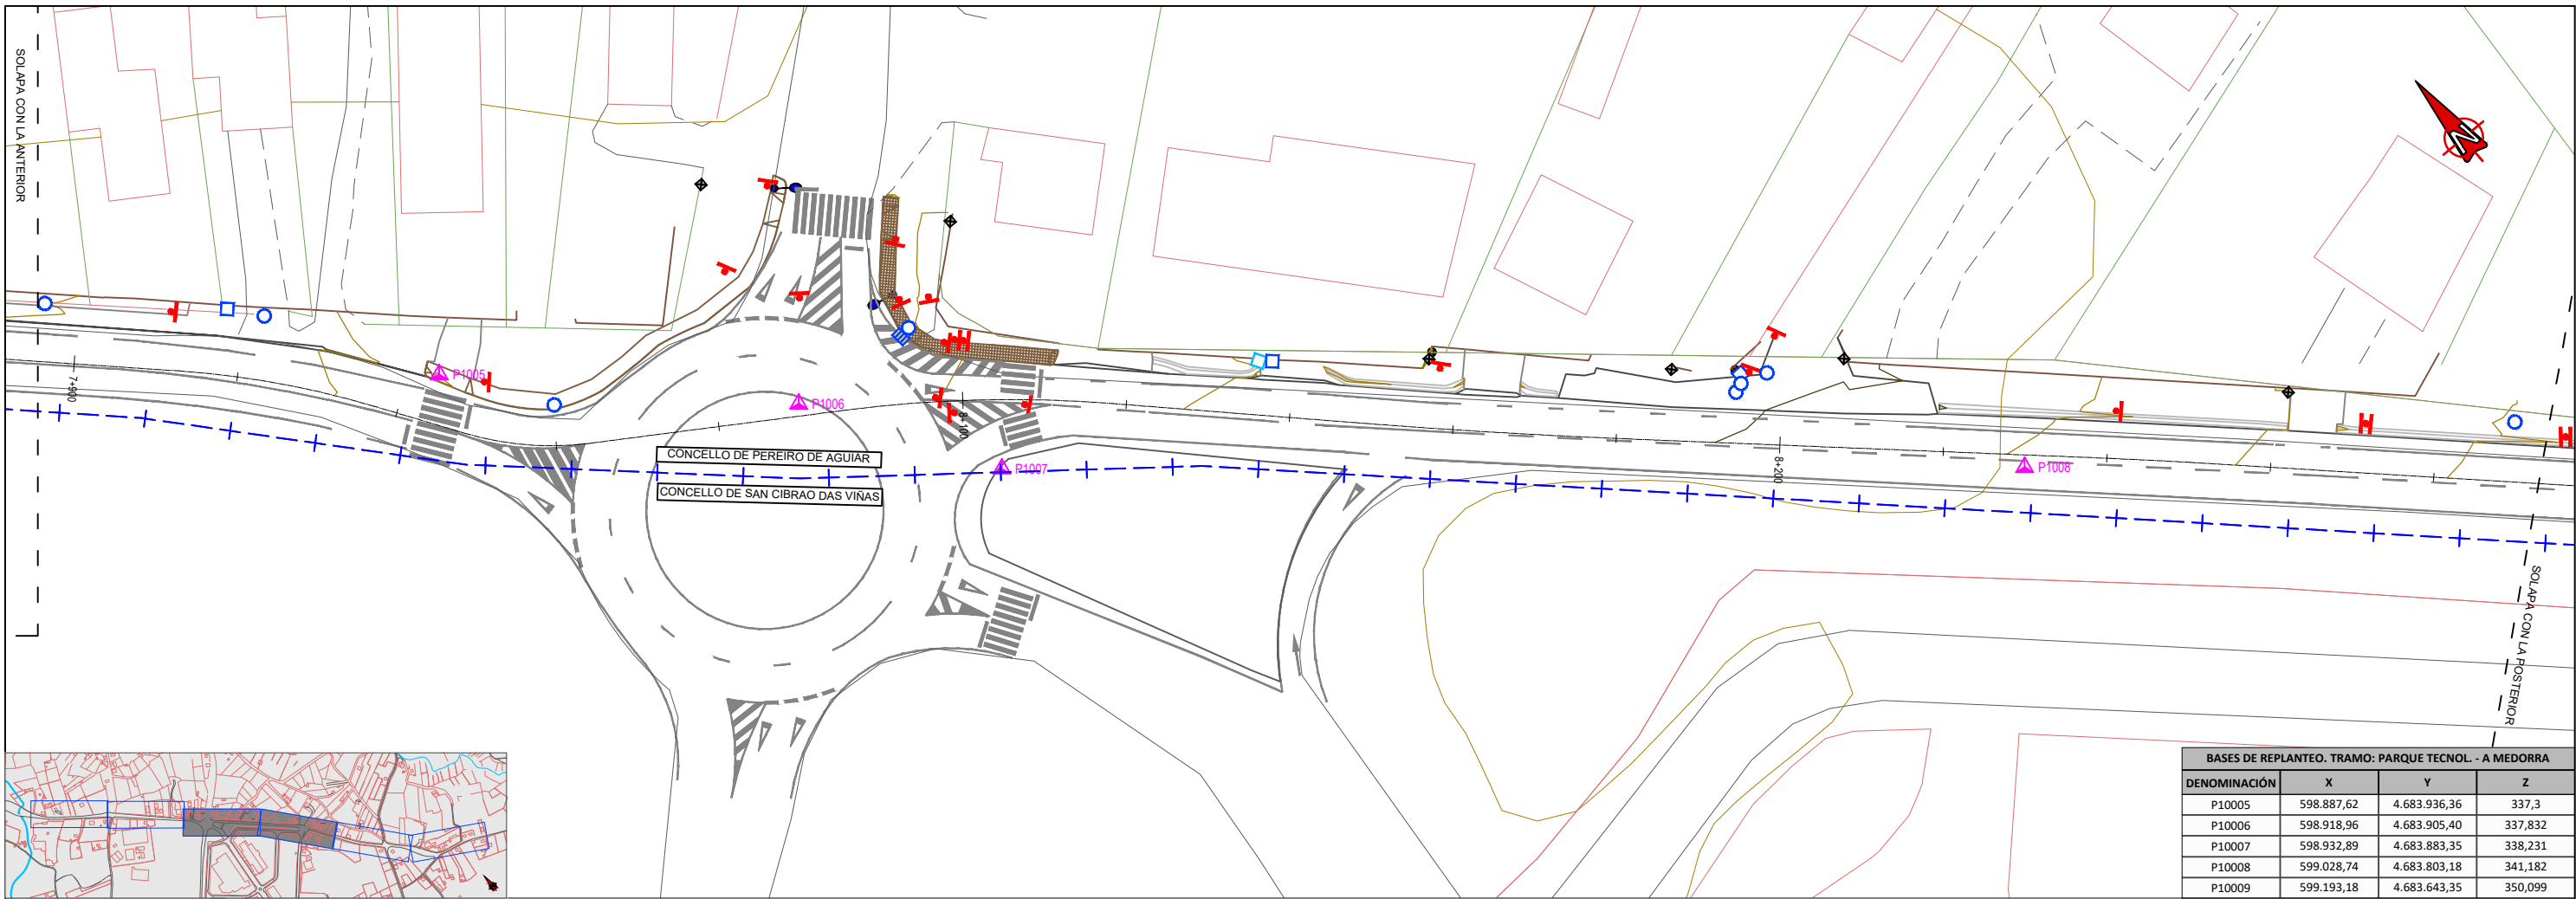 SOLAPA CON LA ANTERIOR
7+900
P1005
P1006
8+100
CONCELLO DE PEREIRO DE AGUIAR
CONCELLO DE SAN CIBRAO DAS VIÑAS
P1007
8+200
P1008
SOLAPA CON LA POSTERIOR
N
BASES DE REPLANTEO. TRAMO: PARQUE TECNOL. - A MEDORRA
DENOMINACIÓN X Y Z
P10005 598.887,62 4.683.936,36 337,3
P10006 598.918,96 4.683.905,40 337,832
P10007 598.932,89 4.683.883,35 338,231
P10008 599.028,74 4.683.803,18 341,182
P10009 599.193,18 4.683.643,35 350,099